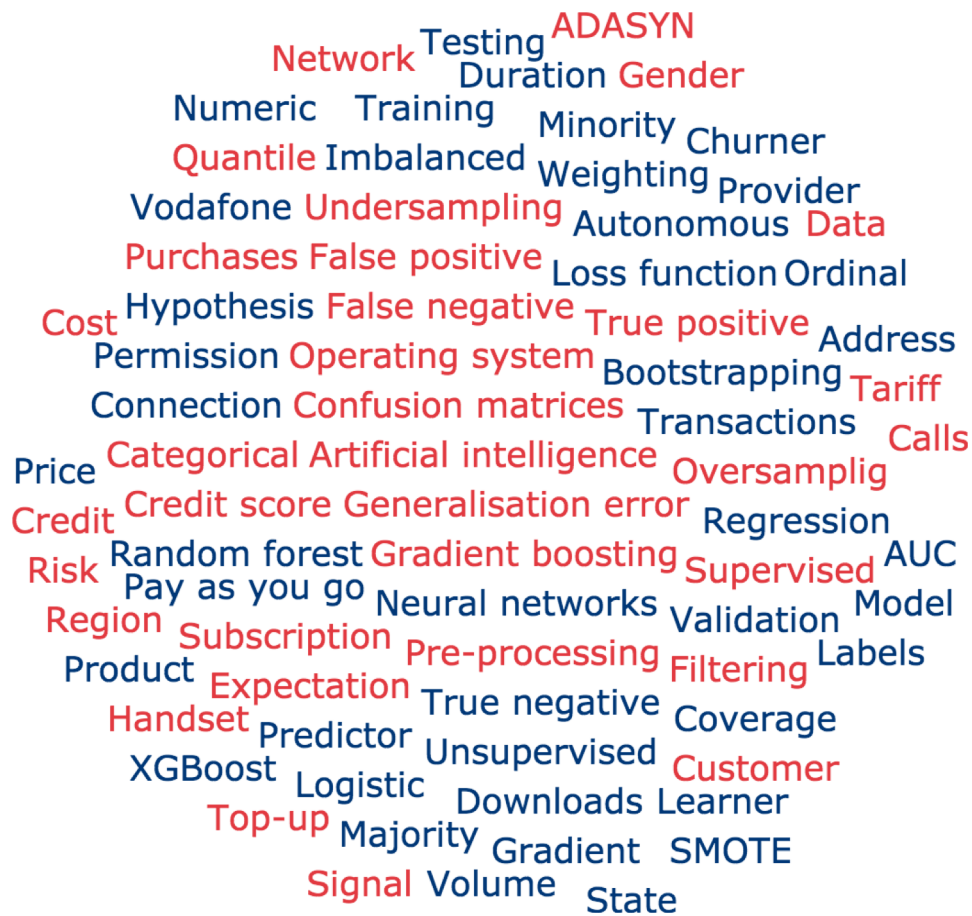 ADASYN
Network Testing
Duration Gender
Numeric Training
Minority Churner
Quantile Imbalanced
Weighting Provider
Vodafone Undersampling
Autonomous Data
Purchases False positive
Loss function Ordinal
Hypothesis False negative
Cost True positive
Address
Permission Operating system
Bootstrapping Tariff
Connection Confusion matrices
Transactions
Calls
Categorical Artificial intelligence
Price Oversamplig
Credit score Generalisation error
Credit Regression
Random forest Gradient boosting AUC
Risk Supervised
Pay as you go
Neural networks Model
Region Validation
Subscription
Pre-processing Labels
Product Filtering
Expectation
True negative
Handset Coverage
Predictor
Unsupervised
XGBoost Customer
Logistic
Downloads Learner
Top-up
Majority
Gradient SMOTE
Signal Volume
State